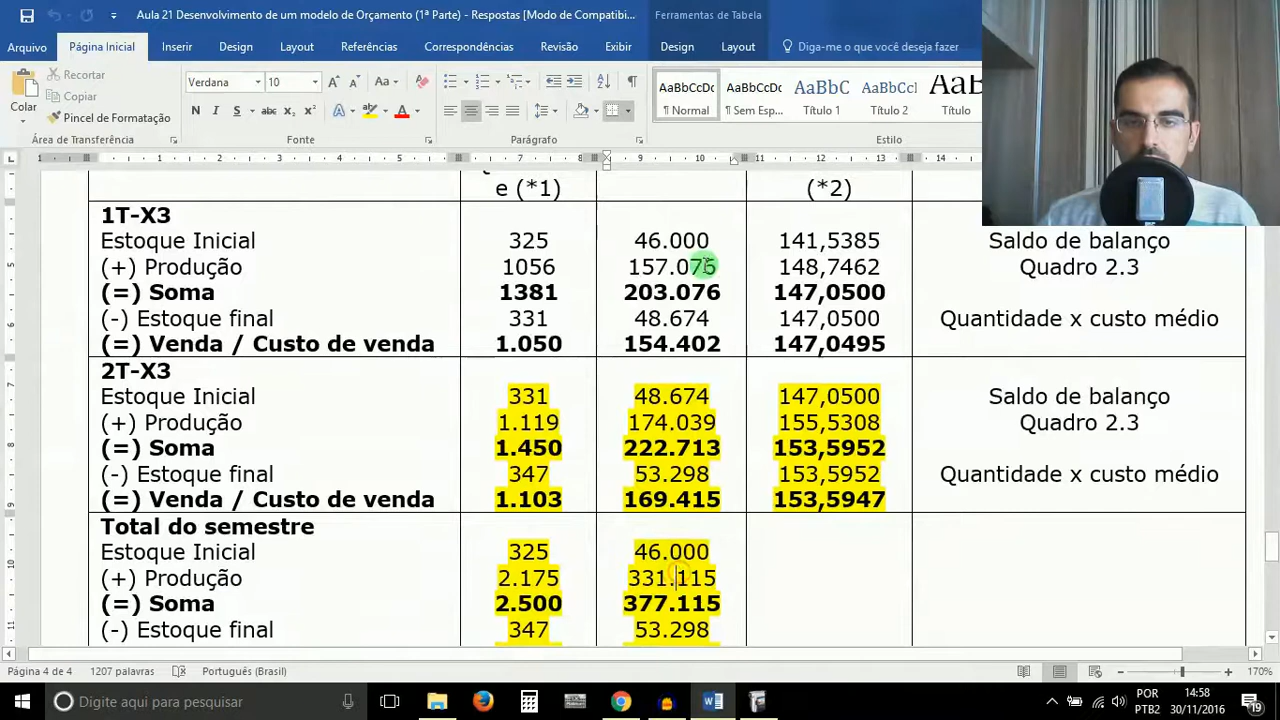 Aula 21 Desenvolvimento de um modelo de Orçamento (1ª Parte) - Respostas [Modo de Compatibi...
Ferramentas de Tabela
Arquivo Página Inicial Inserir Design Layout Referências Correspondências Revisão Exibir Design Layout Diga-me o que você deseja fazer
Colar
Recortar
Copiar
Pincel de Formatação
Área de Transferência
Verdana 10
Fonte
Parágrafo
AaBbCcDc AaBbCcDc AaBbC AaBbCcI
¶ Normal ¶ Sem Esp... Título 1 Título 2 Título
Estilo
e (*1) (*2)
1T-X3
Estoque Inicial 325 46.000 141,5385 Saldo de balanço
(+) Produção 1056 157.076 148,7462 Quadro 2.3
(=) Soma 1381 203.076 147,0500
(-) Estoque final 331 48.674 147,0500 Quantidade x custo médio
(=) Venda / Custo de venda 1.050 154.402 147,0495
2T-X3
Estoque Inicial 331 48.674 147,0500 Saldo de balanço
(+) Produção 1.119 174.039 155,5308 Quadro 2.3
(=) Soma 1.450 222.713 153,5952
(-) Estoque final 347 53.298 153,5952 Quantidade x custo médio
(=) Venda / Custo de venda 1.103 169.415 153,5947
Total do semestre
Estoque Inicial 325 46.000
(+) Produção 2.175 331.115
(=) Soma 2.500 377.115
(-) Estoque final 347 53.298
Página 4 de 4 1207 palavras Português (Brasil) 170%
Digite aqui para pesquisar
POR
PTB2
14:58
30/11/2016
19